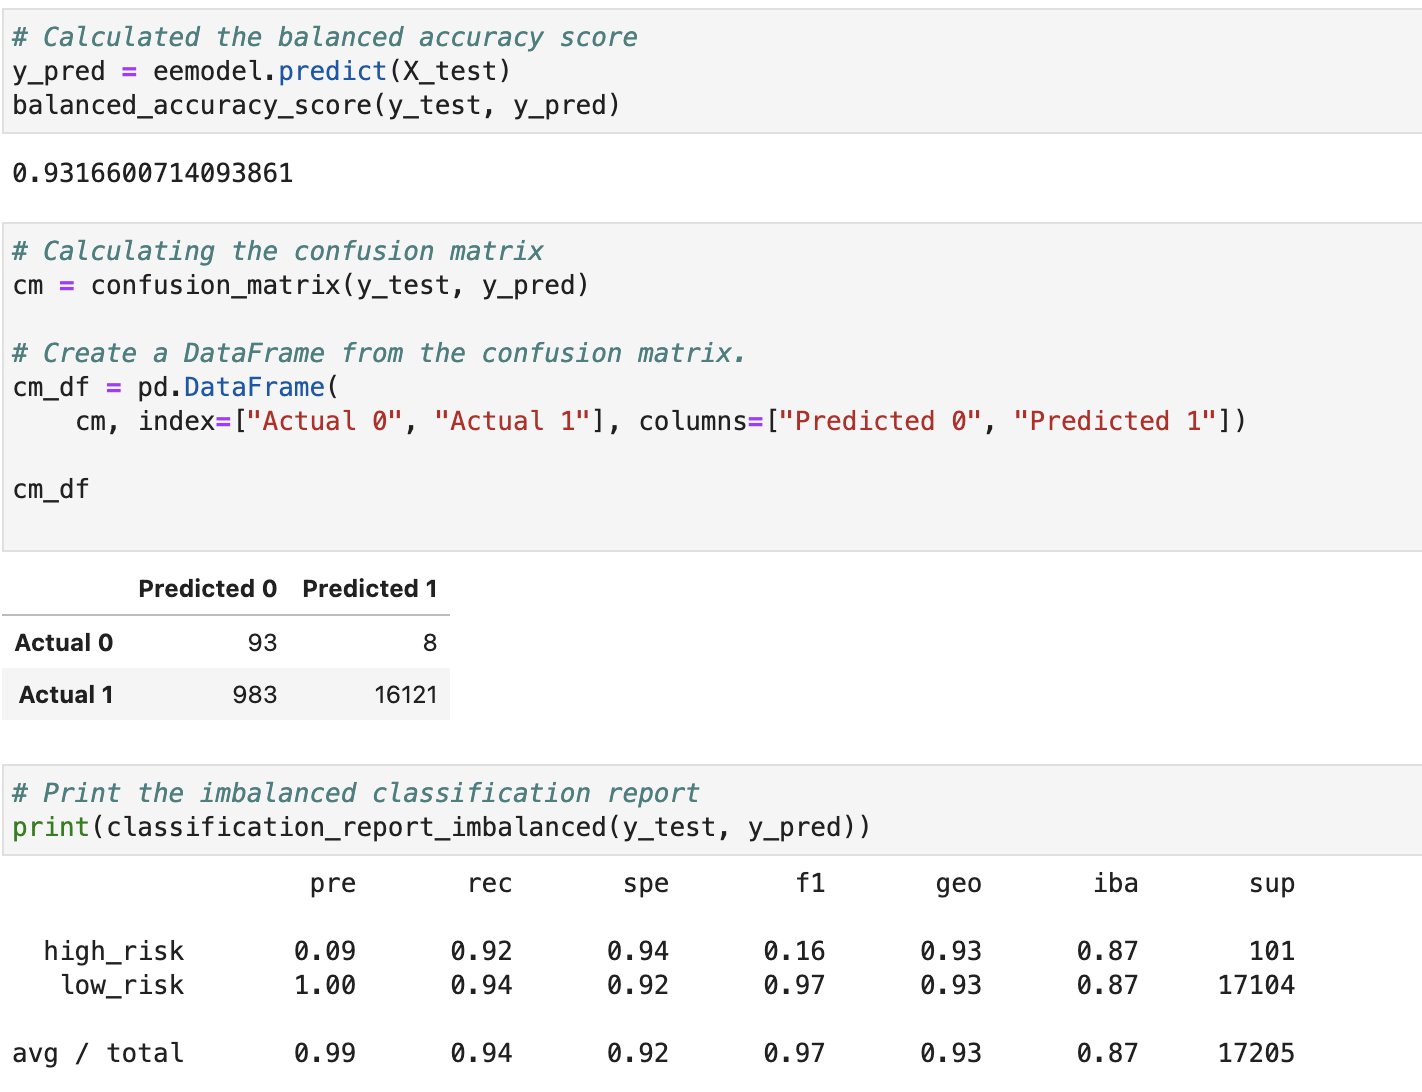 # Calculated the balanced accuracy score
y_pred = eemodel.predict(X_test)
balanced_accuracy_score(y_test, y_pred)
0.9316600714093861
# Calculating the confusion matrix
cm = confusion_matrix(y_test, y_pred)
# Create a DataFrame from the confusion matrix.
cm_df = pd.DataFrame(
    cm, index=["Actual 0", "Actual 1"], columns=["Predicted 0", "Predicted 1"])
cm_df
Predicted 0 Predicted 1
Actual 0 93 8
Actual 1 983 16121
# Print the imbalanced classification report
print(classification_report_imbalanced(y_test, y_pred))
pre rec spe f1 geo iba sup
high_risk 0.09 0.92 0.94 0.16 0.93 0.87 101
low_risk 1.00 0.94 0.92 0.97 0.93 0.87 17104
avg / total 0.99 0.94 0.92 0.97 0.93 0.87 17205